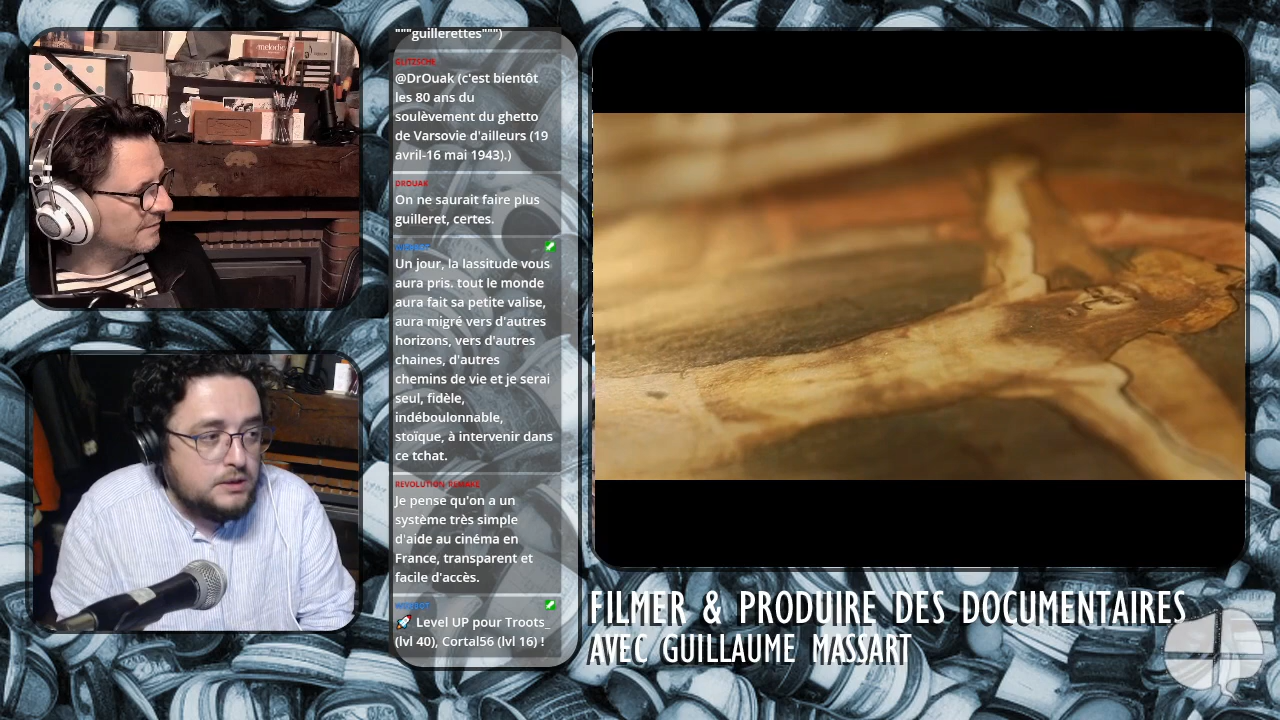 """guillerettes""")
GLITZSCHE
@DrOuak (c'est bientôt
les 80 ans du
soulèvement du ghetto
de Varsovie d'ailleurs (19
avril-16 mai 1943).)
DROUAK
On ne saurait faire plus
guilleret, certes.
Un jour, la lassitude vous
aura pris. tout le monde
aura fait sa petite valise,
aura migré vers d'autres
horizons, vers d'autres
chaines, d'autres
chemins de vie et je serai
seul, fidèle,
indéboulonnable,
stoïque, à intervenir dans
ce tchat.
Je pense qu'on a un
système très simple
d'aide au cinéma en
France, transparent et
facile d'accès.
🚀 Level UP pour Troots_
(lvl 40), Cortal56 (lvl 16) !
FILMER & PRODUIRE DES DOCUMENTAIRES
AVEC GUILLAUME MASSART